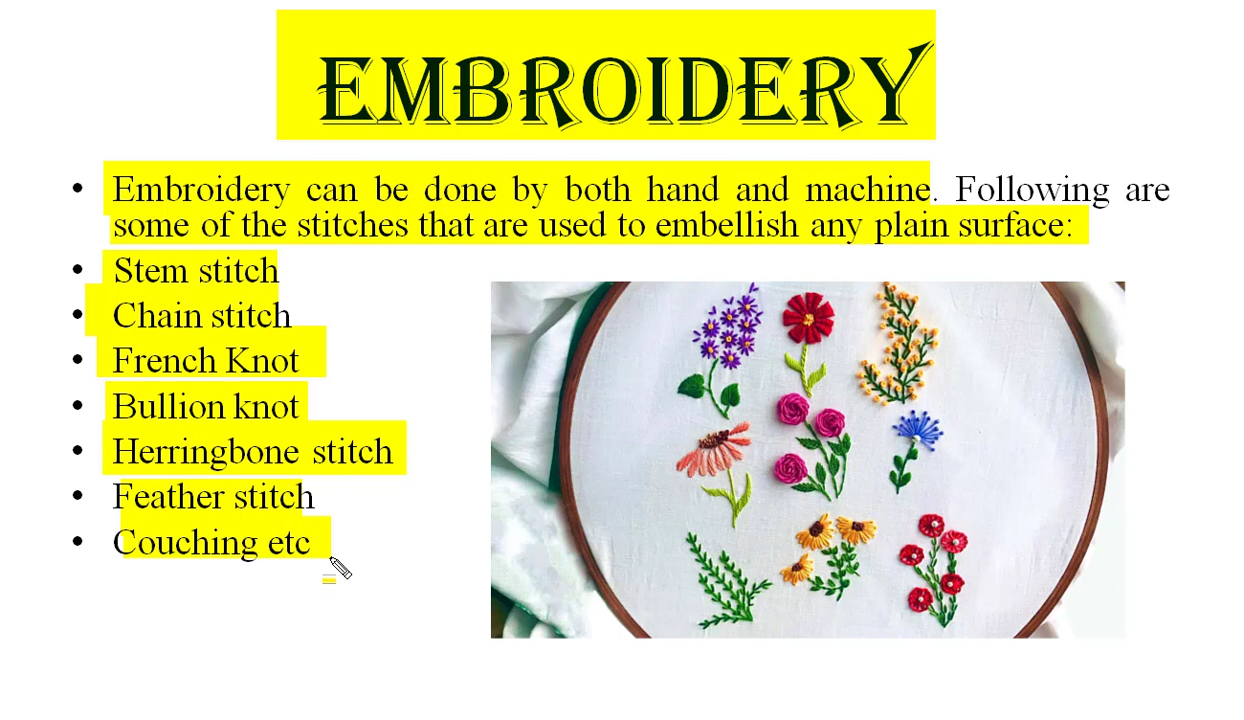 EMBROIDERY
• Embroidery can be done by both hand and machine. Following are
some of the stitches that are used to embellish any plain surface:
• Stem stitch
• Chain stitch
• French Knot
• Bullion knot
• Herringbone stitch
• Feather stitch
• Couching etc